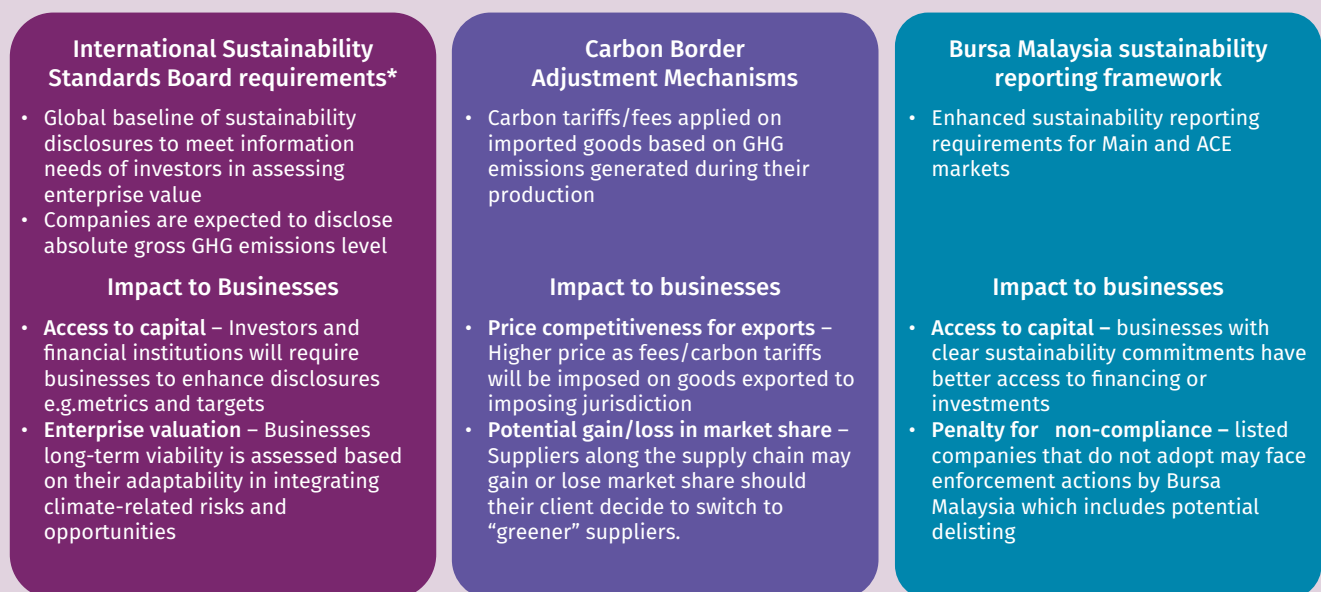 International Sustainability
Standards Board requirements*
• Global baseline of sustainability
disclosures to meet information
needs of investors in assessing
enterprise value
• Companies are expected to disclose
absolute gross GHG emissions level
Impact to Businesses
• Access to capital – Investors and
financial institutions will require
businesses to enhance disclosures
e.g.metrics and targets
• Enterprise valuation – Businesses
long-term viability is assessed based
on their adaptability in integrating
climate-related risks and
opportunities
Carbon Border
Adjustment Mechanisms
• Carbon tariffs/fees applied on
imported goods based on GHG
emissions generated during their
production
Impact to businesses
• Price competitiveness for exports –
Higher price as fees/carbon tariffs
will be imposed on goods exported to
imposing jurisdiction
• Potential gain/loss in market share –
Suppliers along the supply chain may
gain or lose market share should
their client decide to switch to
“greener” suppliers.
Bursa Malaysia sustainability
reporting framework
• Enhanced sustainability reporting
requirements for Main and ACE
markets
Impact to businesses
• Access to capital – businesses with
clear sustainability commitments have
better access to financing or
investments
• Penalty for non-compliance – listed
companies that do not adopt may face
enforcement actions by Bursa
Malaysia which includes potential
delisting